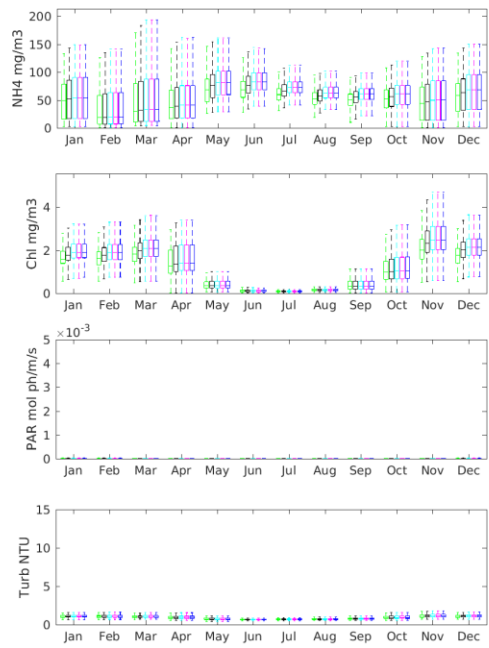 200
150
100
50
0
NH4 mg/m3
Jan Feb Mar Apr May Jun Jul Aug Sep Oct Nov Dec
4
2
0
Chl mg/m3
Jan Feb Mar Apr May Jun Jul Aug Sep Oct Nov Dec
×10⁻³
5
4
3
2
1
0
PAR mol ph/m/s
Jan Feb Mar Apr May Jun Jul Aug Sep Oct Nov Dec
15
10
5
0
Turb NTU
Jan Feb Mar Apr May Jun Jul Aug Sep Oct Nov Dec